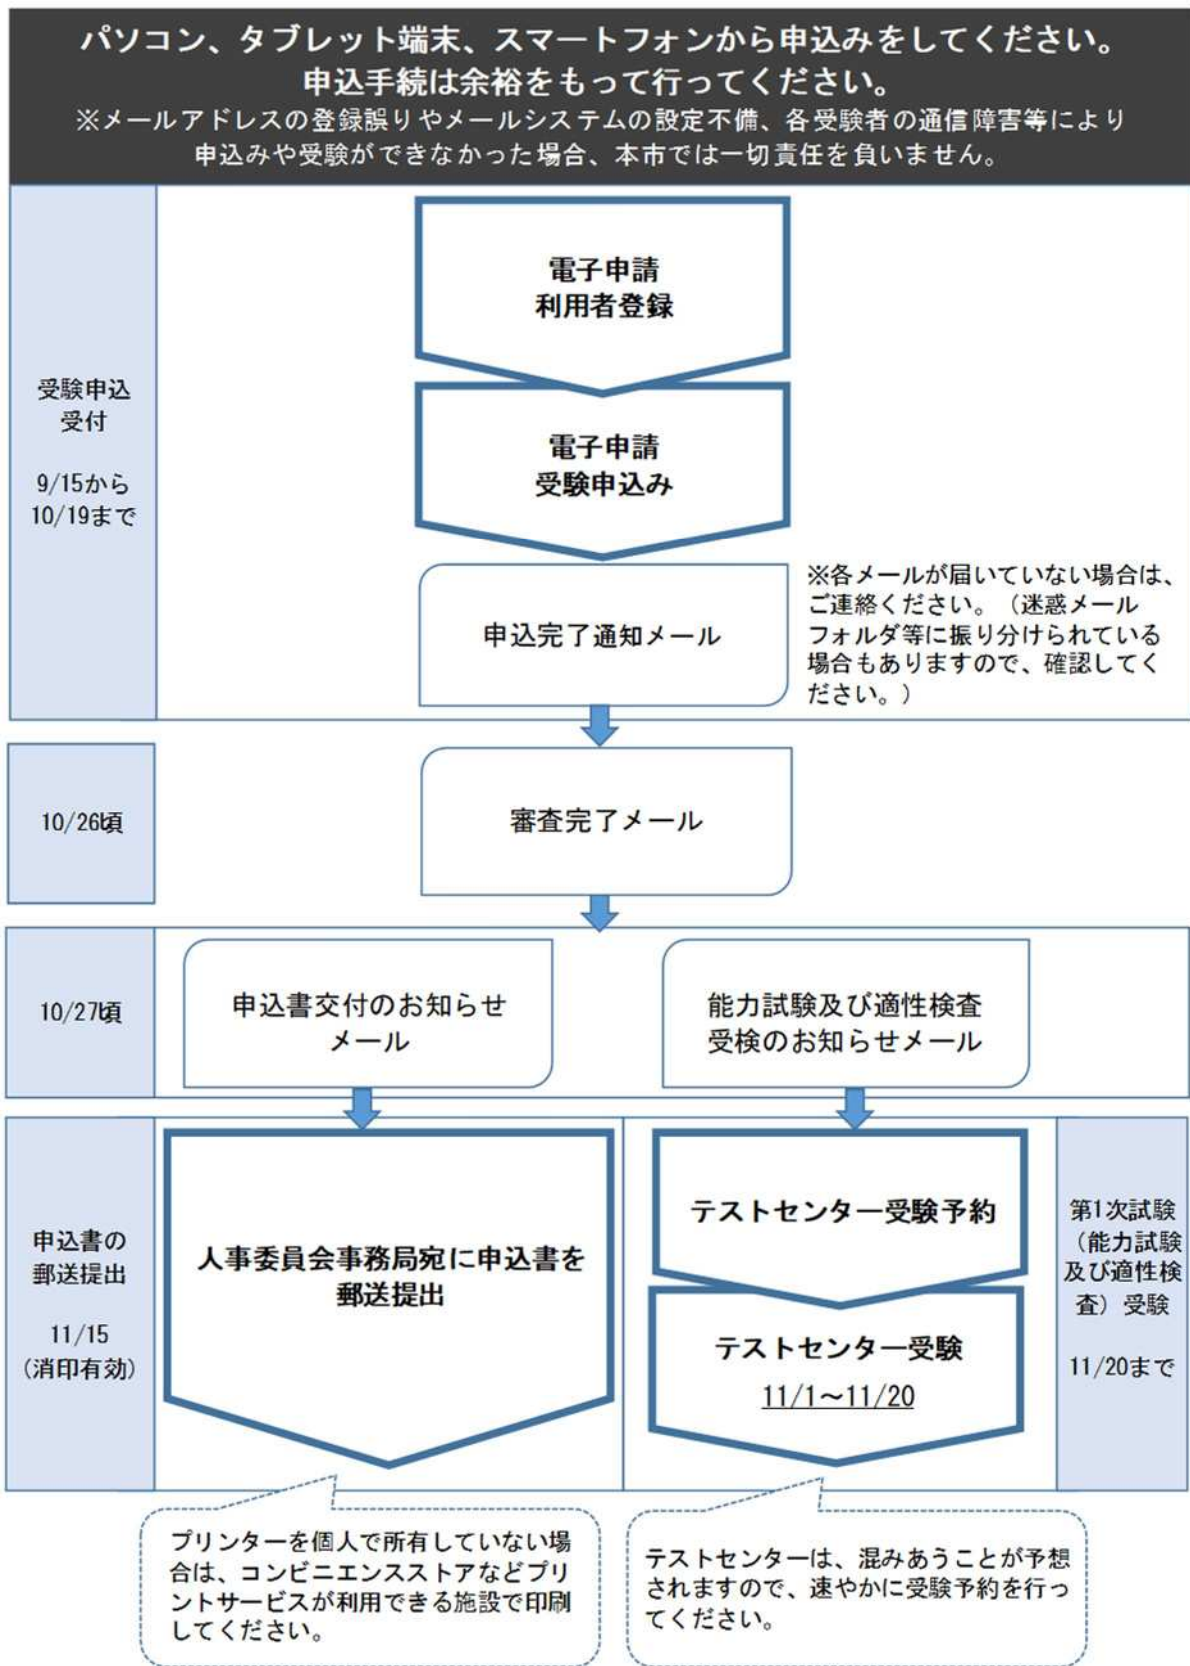 パソコン、タブレット端末、スマートフォンから申込みをしてください。
申込手続は余裕をもって行ってください。
※メールアドレスの登録誤りやメールシステムの設定不備、各受験者の通信障害等により
申込みや受験ができなかった場合、本市では一切責任を負いません。
受験申込
受付
9/15から
10/19まで
電子申請
利用者登録
電子申請
受験申込み
申込完了通知メール
※各メールが届いていない場合は、
ご連絡ください。（迷惑メール
フォルダ等に振り分けられている
場合もありますので、確認してく
ださい。）
10/26頃
審査完了メール
10/27頃
申込書交付のお知らせ
メール
能力試験及び適性検査
受検のお知らせメール
申込書の
郵送提出
11/15
（消印有効）
人事委員会事務局宛に申込書を
郵送提出
テストセンター受験予約
テストセンター受験
11/1～11/20
第1次試験
（能力試験
及び適性検
査）受験
11/20まで
プリンターを個人で所有していない場
合は、コンビニエンスストアなどプリ
ントサービスが利用できる施設で印刷
してください。
テストセンターは、混みあうことが予想
されますので、速やかに受験予約を行っ
てください。